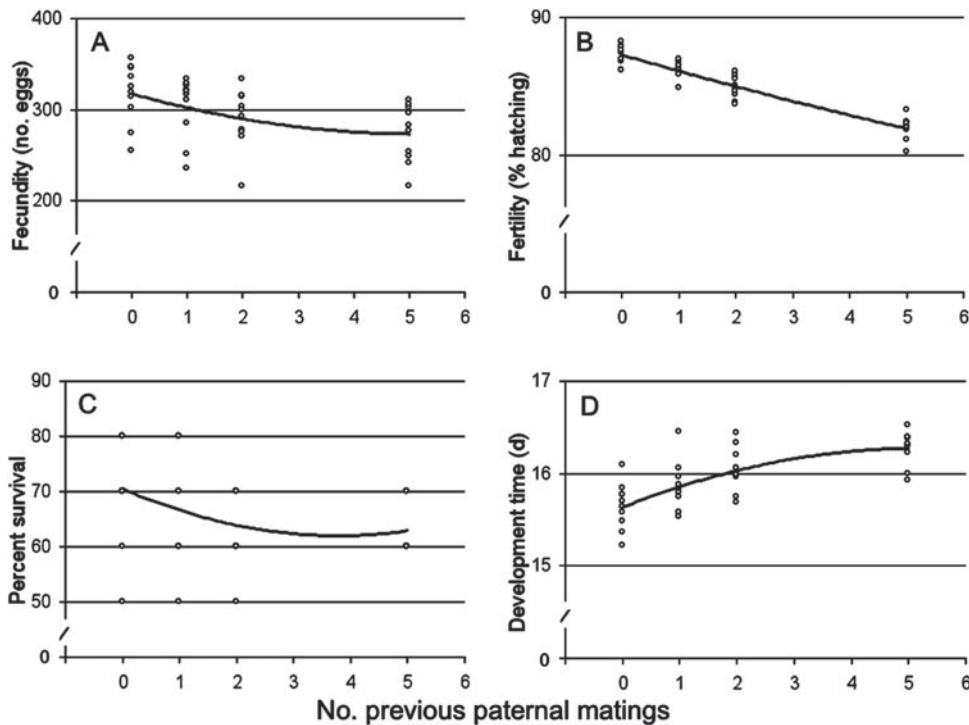 A
Fecundity (no. eggs)
400
300
200
0
0 1 2 3 4 5 6
B
Fertility (% hatching)
90
80
0
0 1 2 3 4 5 6
C
Percent survival
90
80
70
60
50
0
0 1 2 3 4 5 6
D
Development time (d)
17
16
15
0
0 1 2 3 4 5 6
No. previous paternal matings